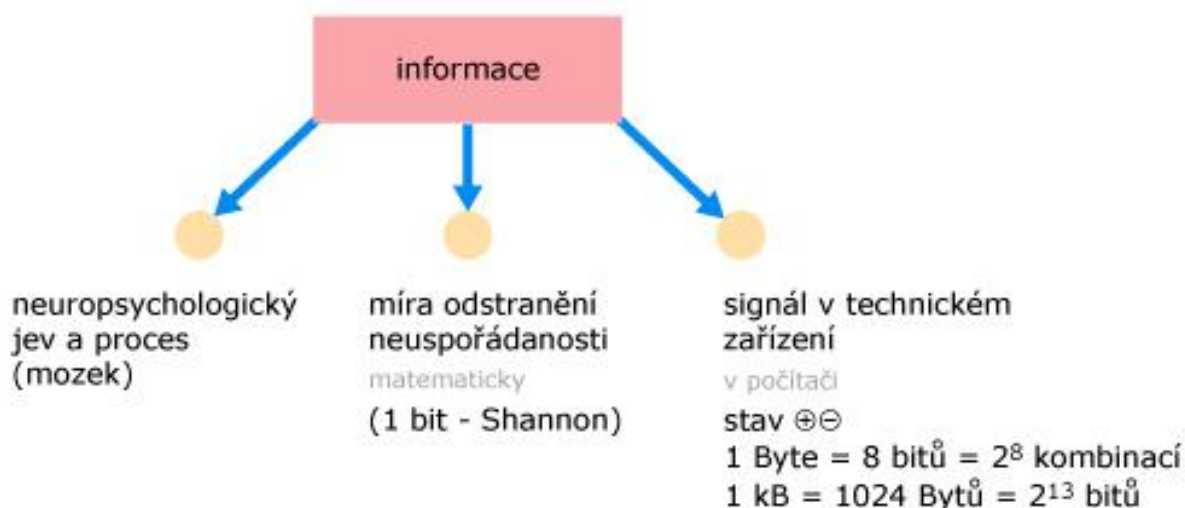 informace
neuropsychologický
jev a proces
(mozek)
míra odstranění
neuspořádanosti
matematicky
(1 bit - Shannon)
signál v technickém
zařízení
v počítači
stav ⊕⊖
1 Byte = 8 bitů = 2⁸ kombinací
1 kB = 1024 Bytů = 2¹³ bitů